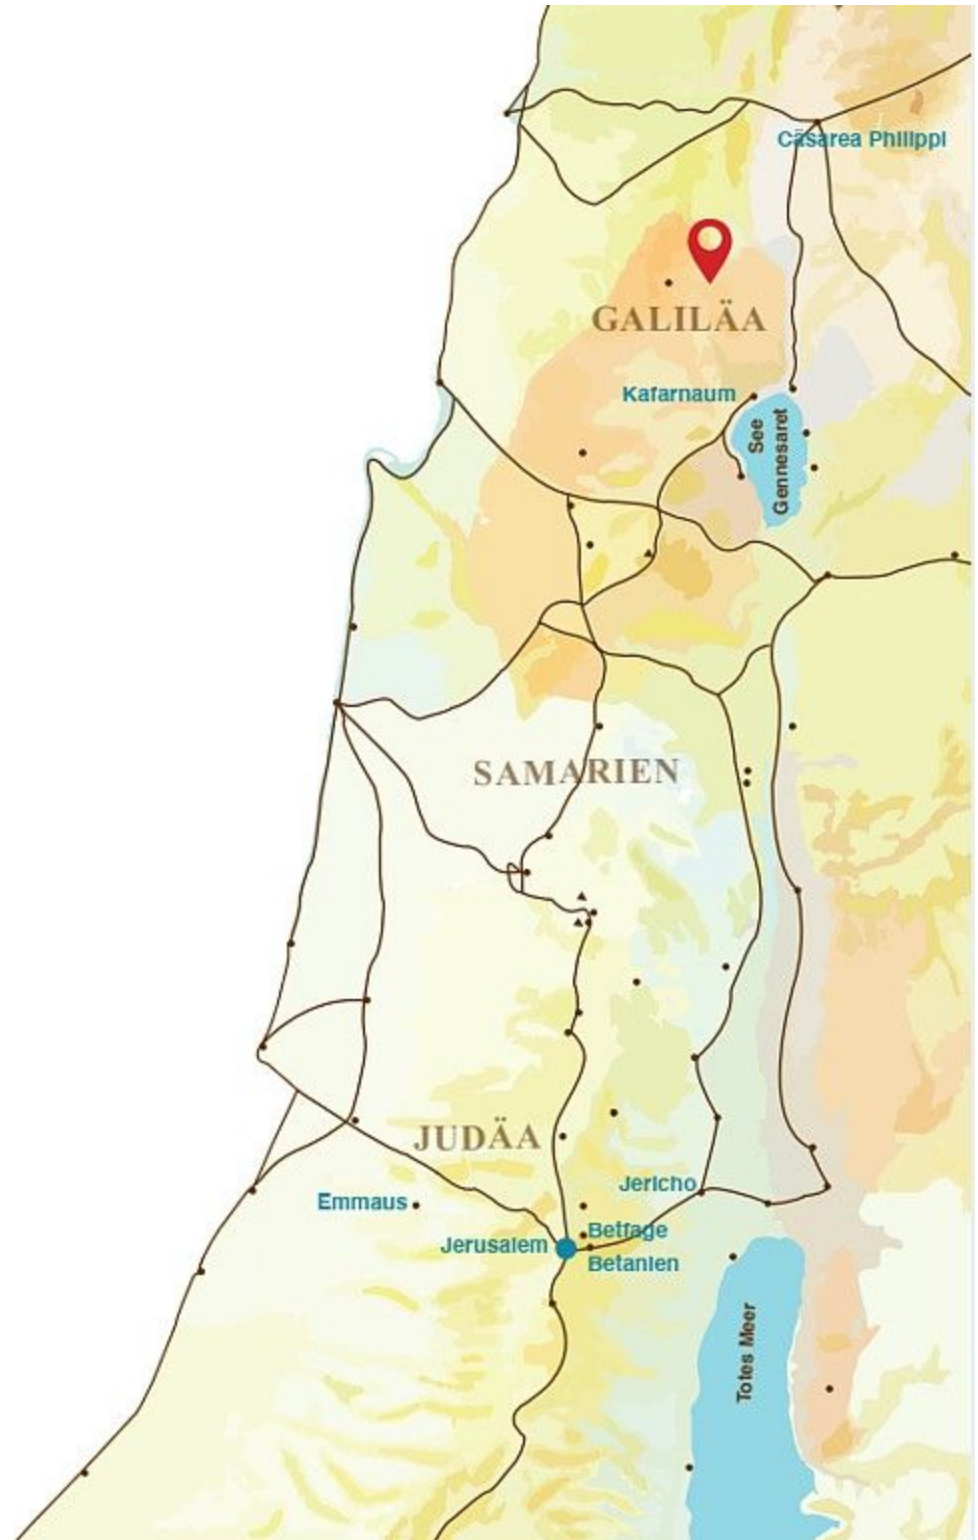 Cäsarea Philippi
GALILÄA
Kafarnaum
See
Gennesaret
SAMARIEN
JUDÄA
Jericho
Emmaus
Betfage
Jerusalem
Betanien
Totes Meer